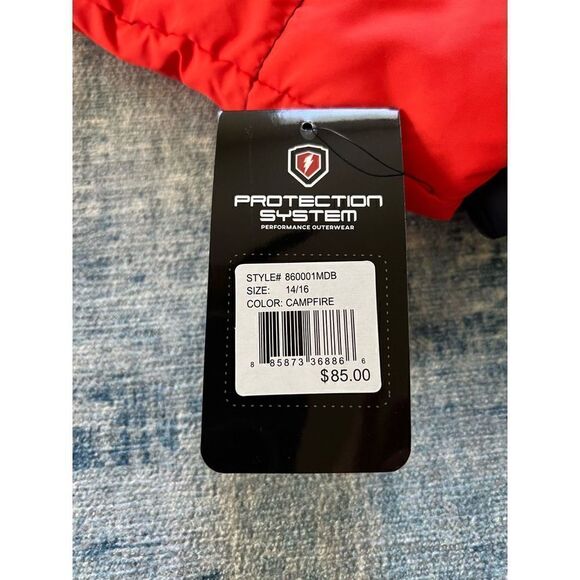 PROTECTION
SYSTEM
PERFORMANCE OUTERWEAR
STYLE# 860001MDB
SIZE: 14/16
COLOR: CAMPFIRE
8 85873 36886 6
$85.00